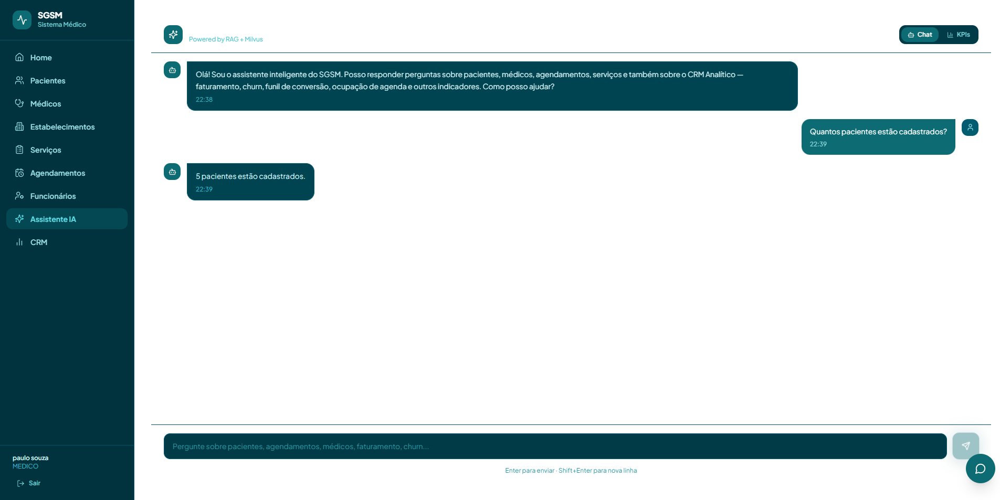 SGSM
Sistema Médico
Home
Pacientes
Médicos
Estabelecimentos
Serviços
Agendamentos
Funcionários
Assistente IA
CRM
paulo souza
MEDICO
Sair
Powered by RAG + Milvus
Chat
KPIs
Olá! Sou o assistente inteligente do SGSM. Posso responder perguntas sobre pacientes, médicos, agendamentos, serviços e também sobre o CRM Analítico —
faturamento, churn, funil de conversão, ocupação de agenda e outros indicadores. Como posso ajudar?
22:38
Quantos pacientes estão cadastrados?
22:39
5 pacientes estão cadastrados.
22:39
Pergunte sobre pacientes, agendamentos, médicos, faturamento, churn...
Enter para enviar · Shift+Enter para nova linha